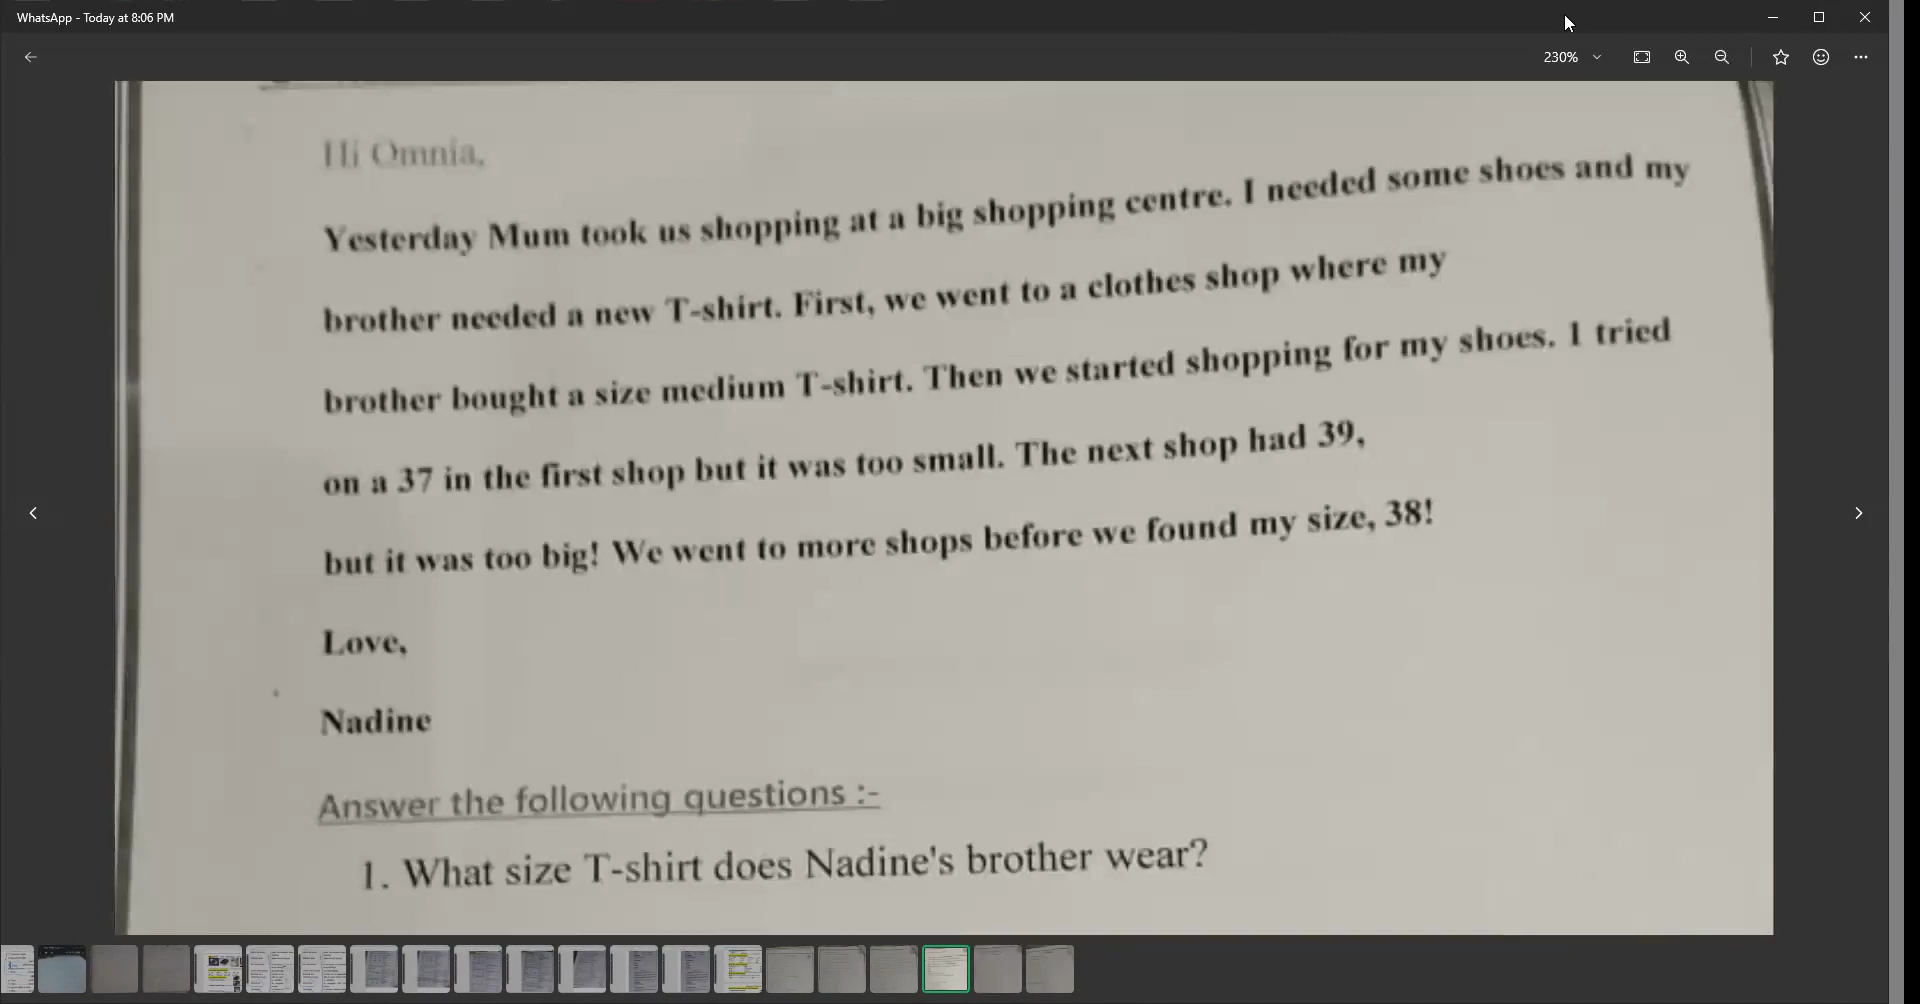 WhatsApp - Today at 8:06 PM
230%
Hi Omnia,
Yesterday Mum took us shopping at a big shopping centre. I needed some shoes and my
brother needed a new T-shirt. First, we went to a clothes shop where my
brother bought a size medium T-shirt. Then we started shopping for my shoes. I tried
on a 37 in the first shop but it was too small. The next shop had 39,
but it was too big! We went to more shops before we found my size, 38!
Love,
Nadine
Answer the following questions :-
1. What size T-shirt does Nadine's brother wear?